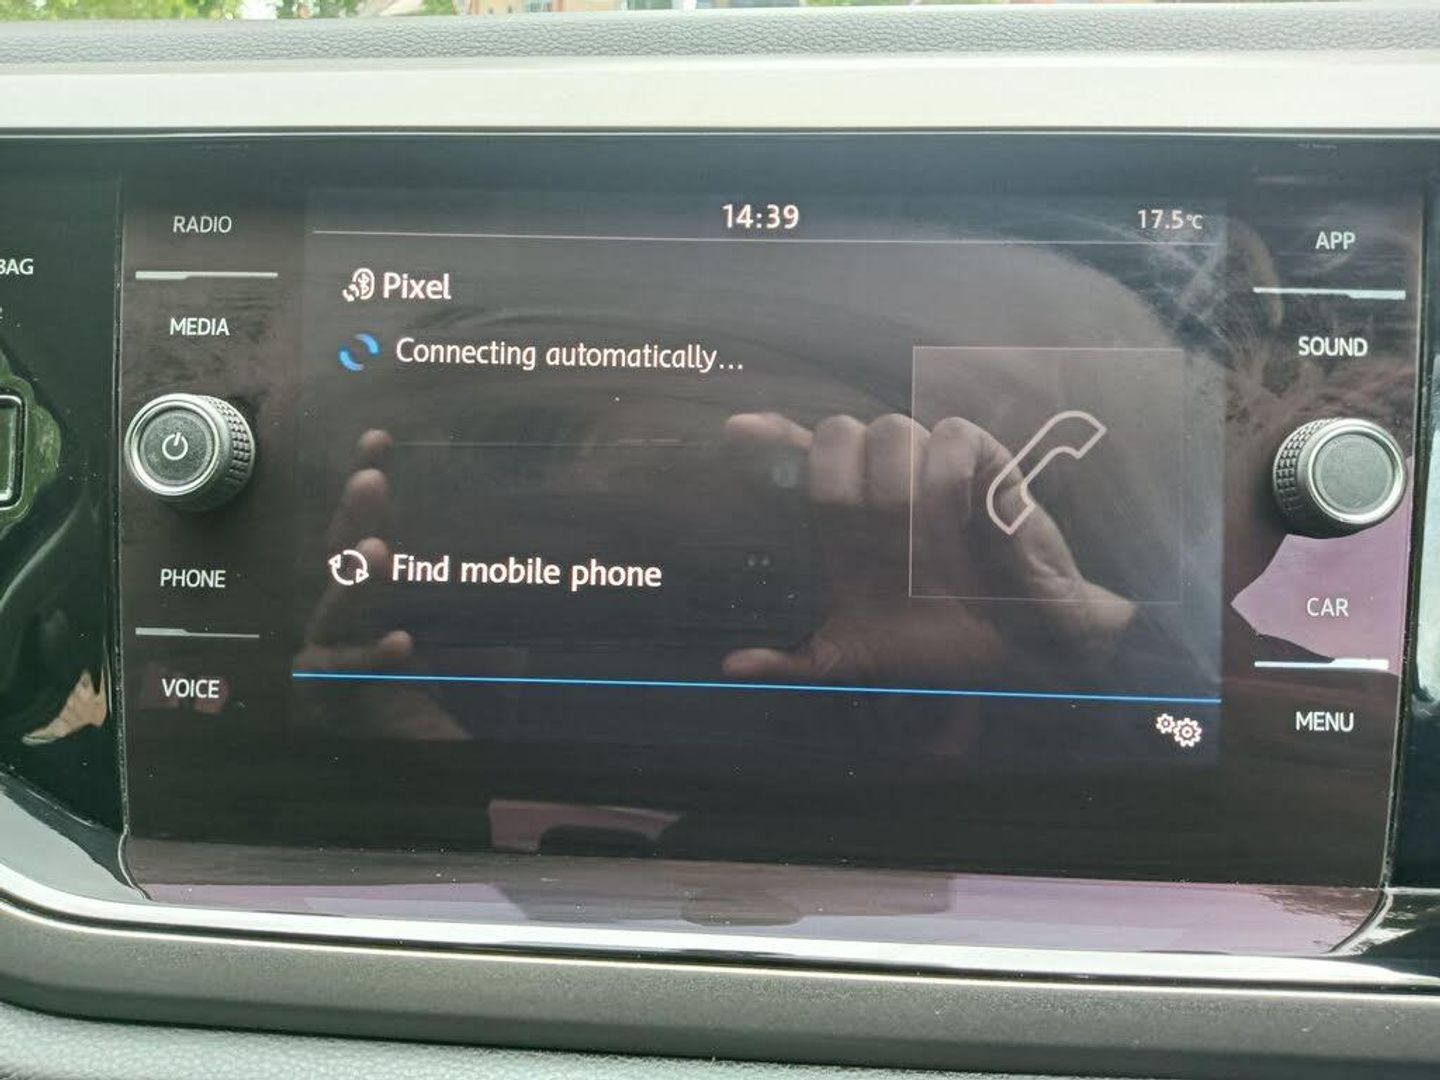 14:39
17.5°C
RADIO
MEDIA
PHONE
VOICE
BAG
Pixel
Connecting automatically...
Find mobile phone
APP
SOUND
CAR
MENU